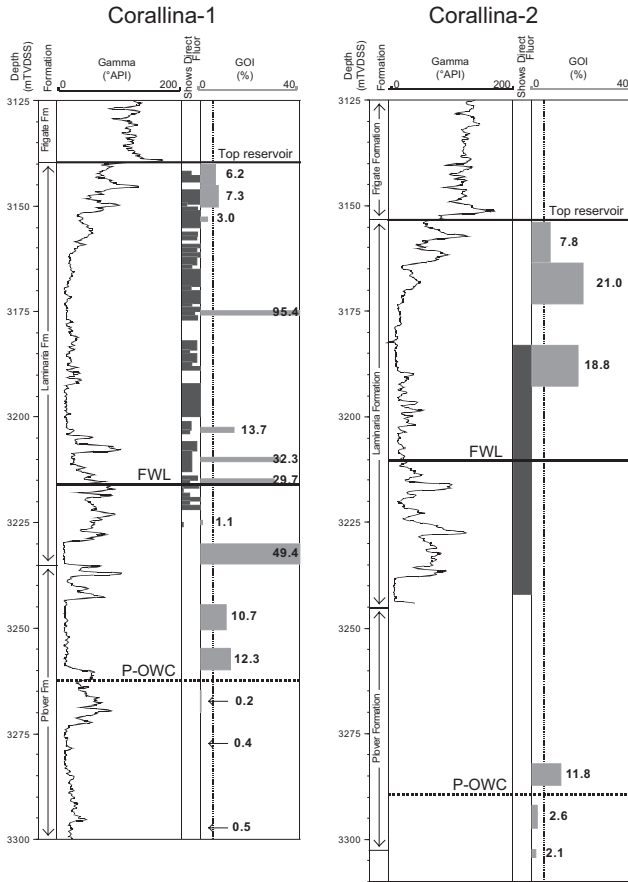 Corallina-1
Depth
(mTVDSS)
Formation
Gamma
(°API)
0
200
Shows Direct
Fluor
GOI
(%)
0
40
3125
3150
3175
3200
3225
3250
3275
3300
Frigate Fm
Laminaria Fm
Plover Fm
Top reservoir
6.2
7.3
3.0
95.4
13.7
32.3
FWL
29.7
1.1
49.4
10.7
12.3
P-OWC
0.2
0.4
0.5
Corallina-2
Depth
(mTVDSS)
Formation
Gamma
(°API)
0
200
Shows Direct
Fluor
GOI
(%)
0
40
3125
3150
3175
3200
3225
3250
3275
3300
Frigate Formation
Laminaria Formation
Plover Formation
Top reservoir
7.8
21.0
18.8
FWL
11.8
P-OWC
2.6
2.1